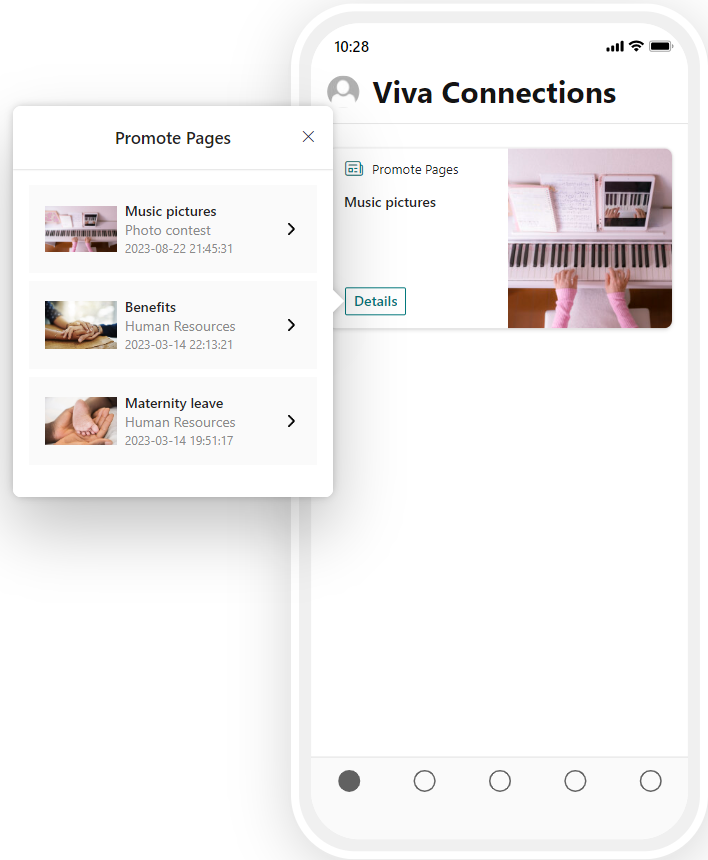 10:28
Viva Connections
Promote Pages
Music pictures
Details
Promote Pages
Music pictures
Photo contest
2023-08-22 21:45:31
Benefits
Human Resources
2023-03-14 22:13:21
Maternity leave
Human Resources
2023-03-14 19:51:17